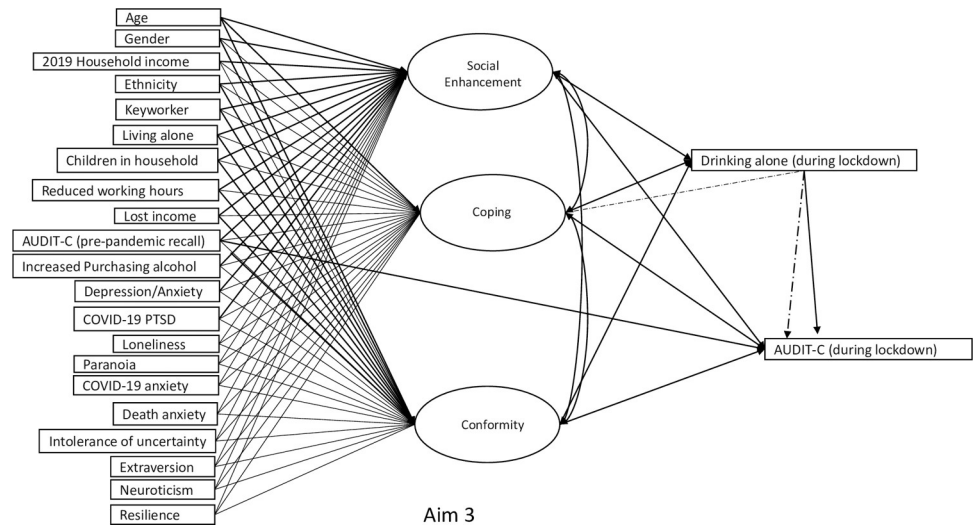 Age
Gender
2019 Household income
Ethnicity
Keyworker
Living alone
Children in household
Reduced working hours
Lost income
AUDIT-C (pre-pandemic recall)
Increased Purchasing alcohol
Depression/Anxiety
COVID-19 PTSD
Loneliness
Paranoia
COVID-19 anxiety
Death anxiety
Intolerance of uncertainty
Extraversion
Neuroticism
Resilience
Social
Enhancement
Coping
Conformity
Drinking alone (during lockdown)
AUDIT-C (during lockdown)
Aim 3